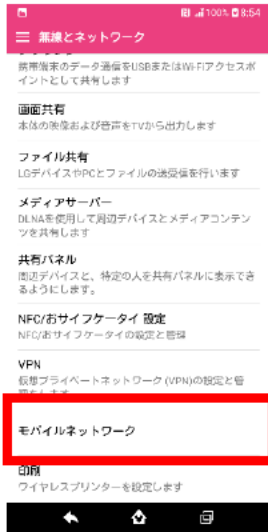 100% 8:54
無線とネットワーク
携帯端末のデータ通信をUSBまたはWi-Fiアクセスポ
イントとして共有します
画面共有
本体の映像および音声をTVから出力します
ファイル共有
LGデバイスやPCとファイルの送受信を行います
メディアサーバー
DLNAを使用して周辺デバイスとメディアコンテン
ツを共有します
共有パネル
周辺デバイスと、特定の人を共有パネルに表示でき
るようにします。
NFC/おサイフケータイ 設定
NFC/おサイフケータイの設定と管理
VPN
仮想プライベートネットワーク (VPN)の設定と管
モバイルネットワーク
印刷
ワイヤレスプリンターを設定します